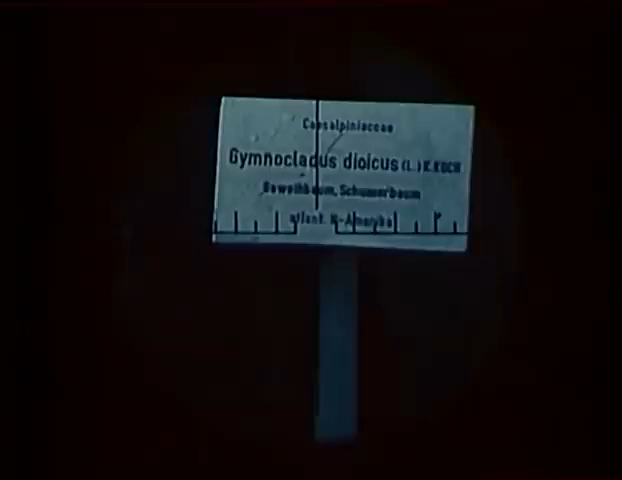 Caesalpiniaceae
Gymnocladus dioicus (L.) K.KOCH
Geweihbaum, Schusserbaum
atlant. N-Amerika